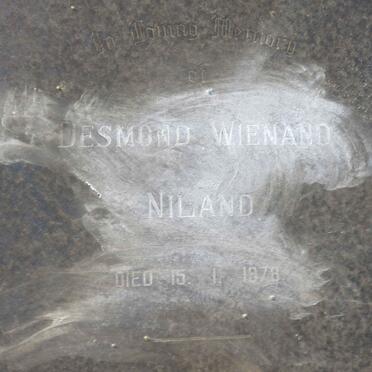 In Loving Memory
of
DESMOND WIENAND
NILAND
DIED 15. 1. 1978